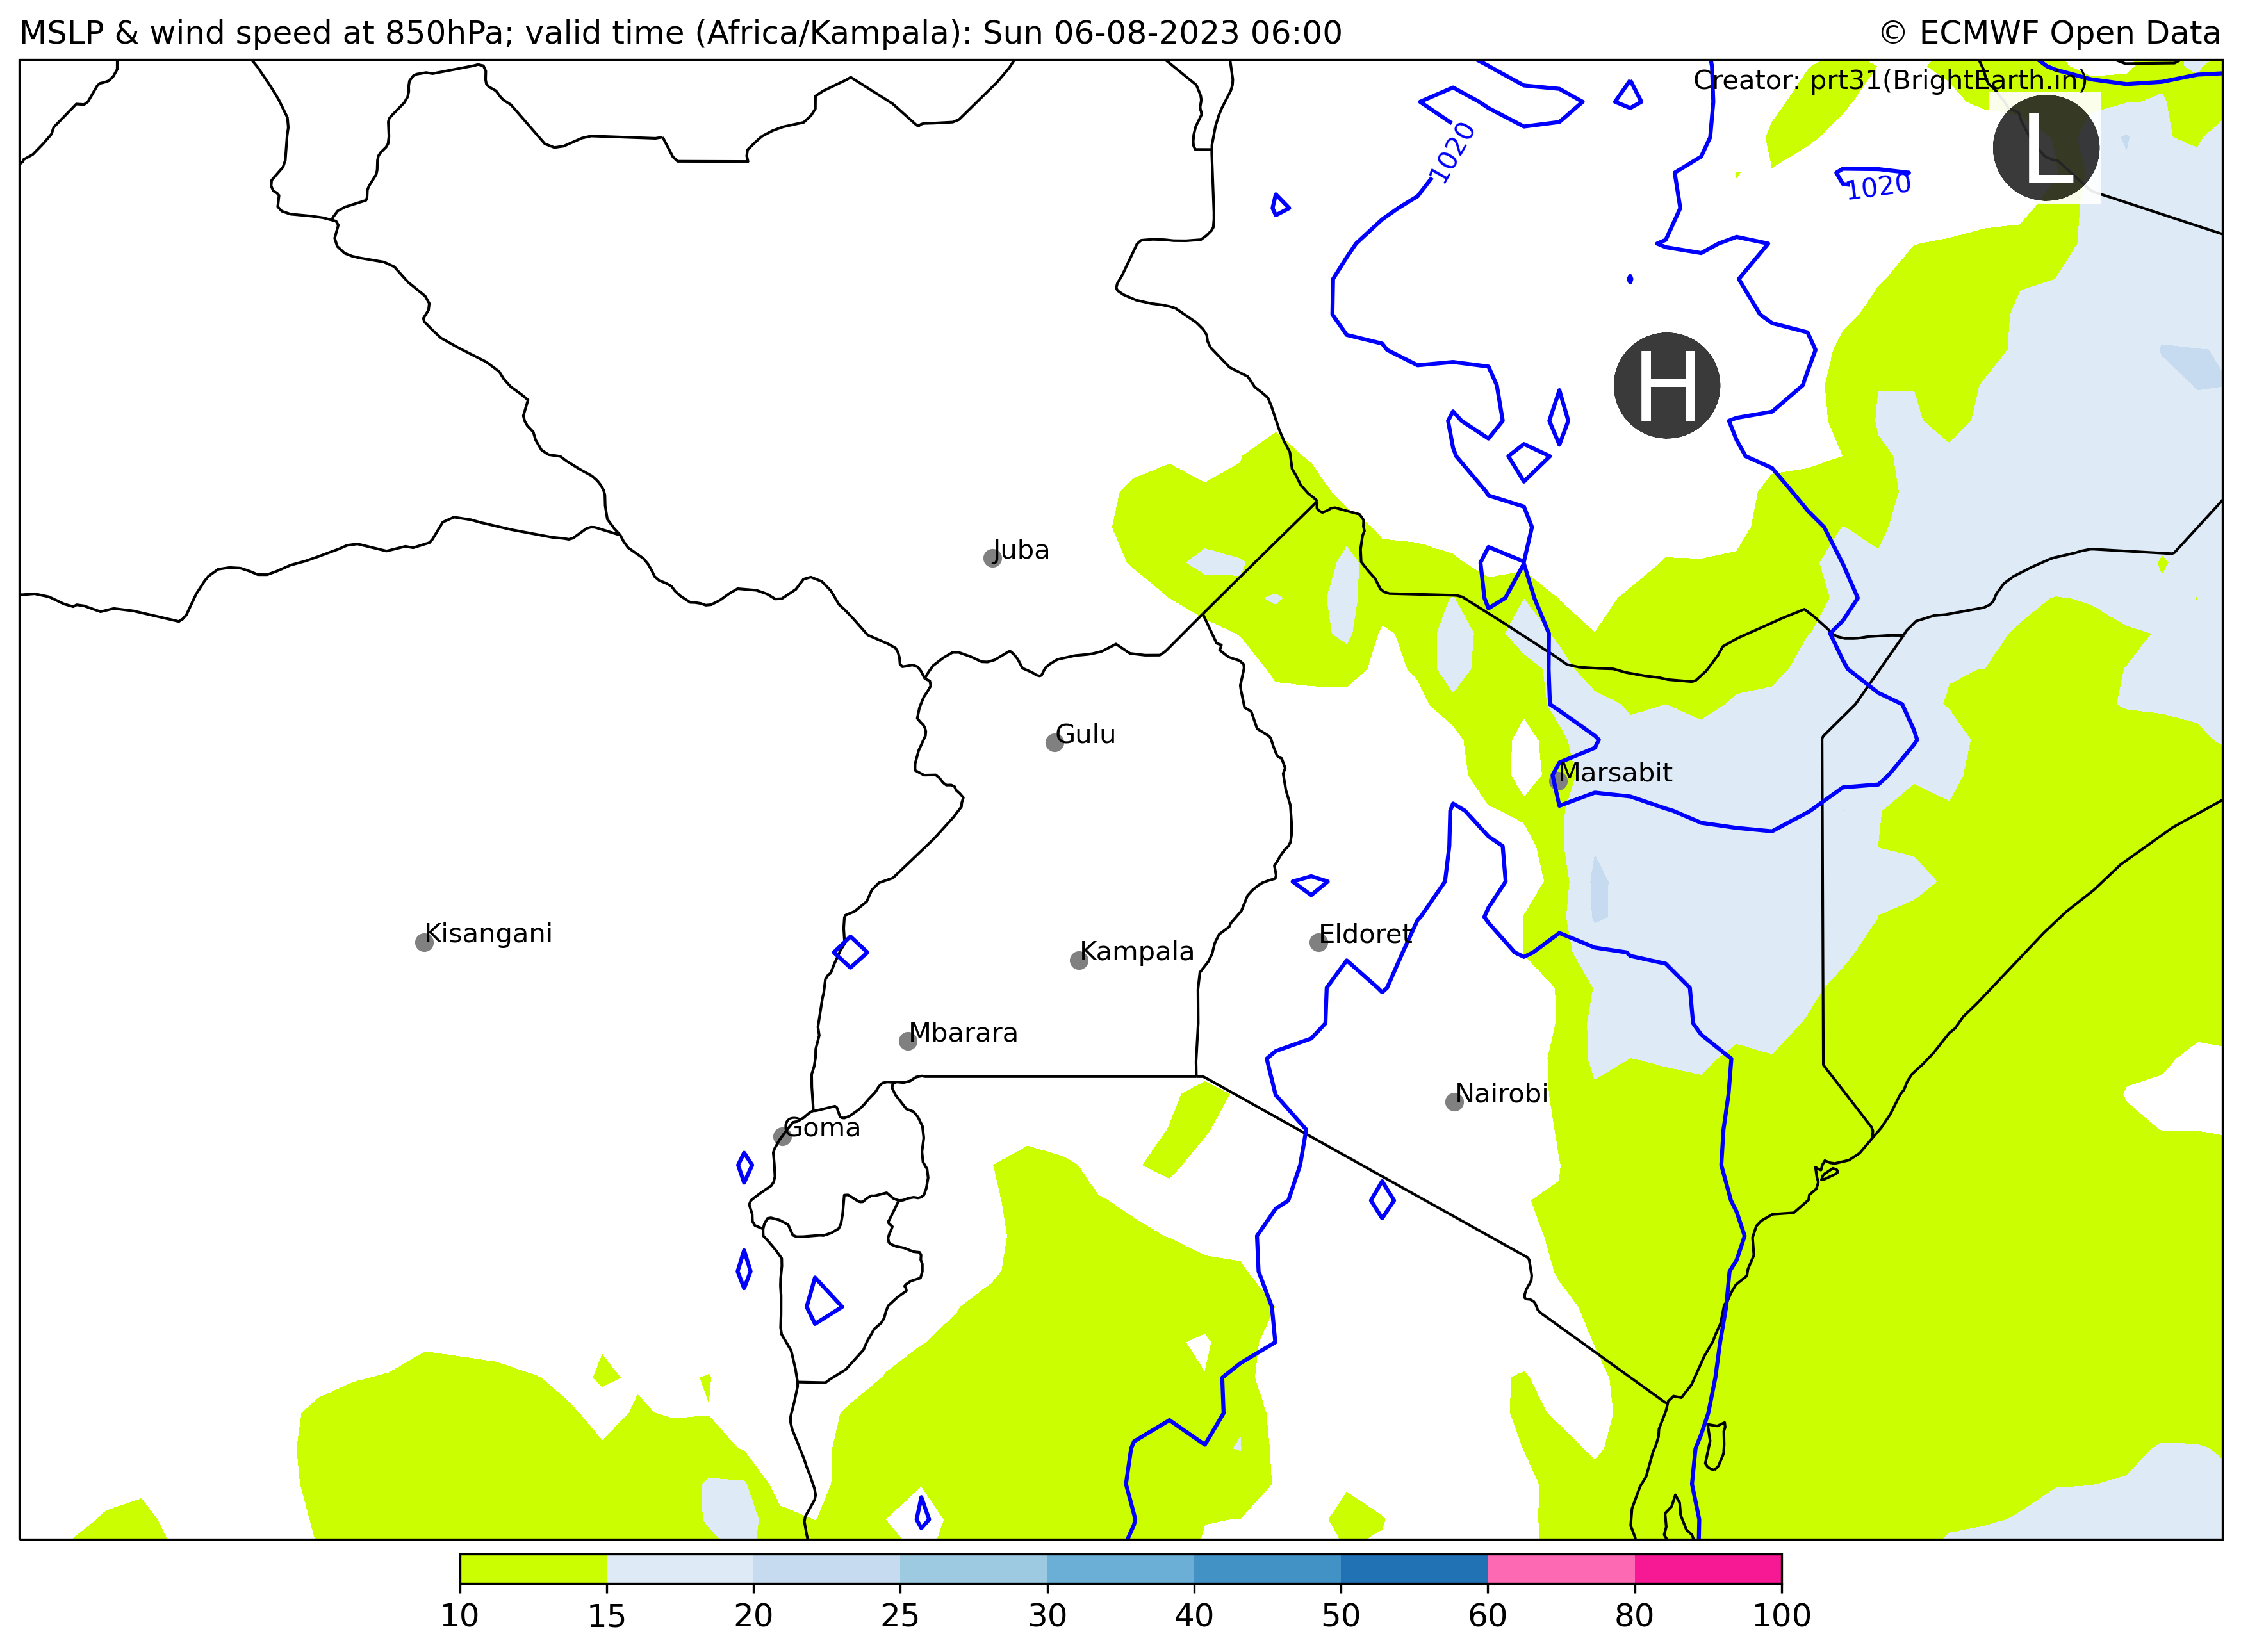 MSLP & wind speed at 850hPa; valid time (Africa/Kampala): Sun 06-08-2023 06:00
© ECMWF Open Data
Creator: prt31(BrightEarth.in)
L
1020
1020
H
Juba
Gulu
Marsabit
Kisangani
Eldoret
Kampala
Mbarara
Nairobi
Goma
10 15 20 25 30 40 50 60 80 100